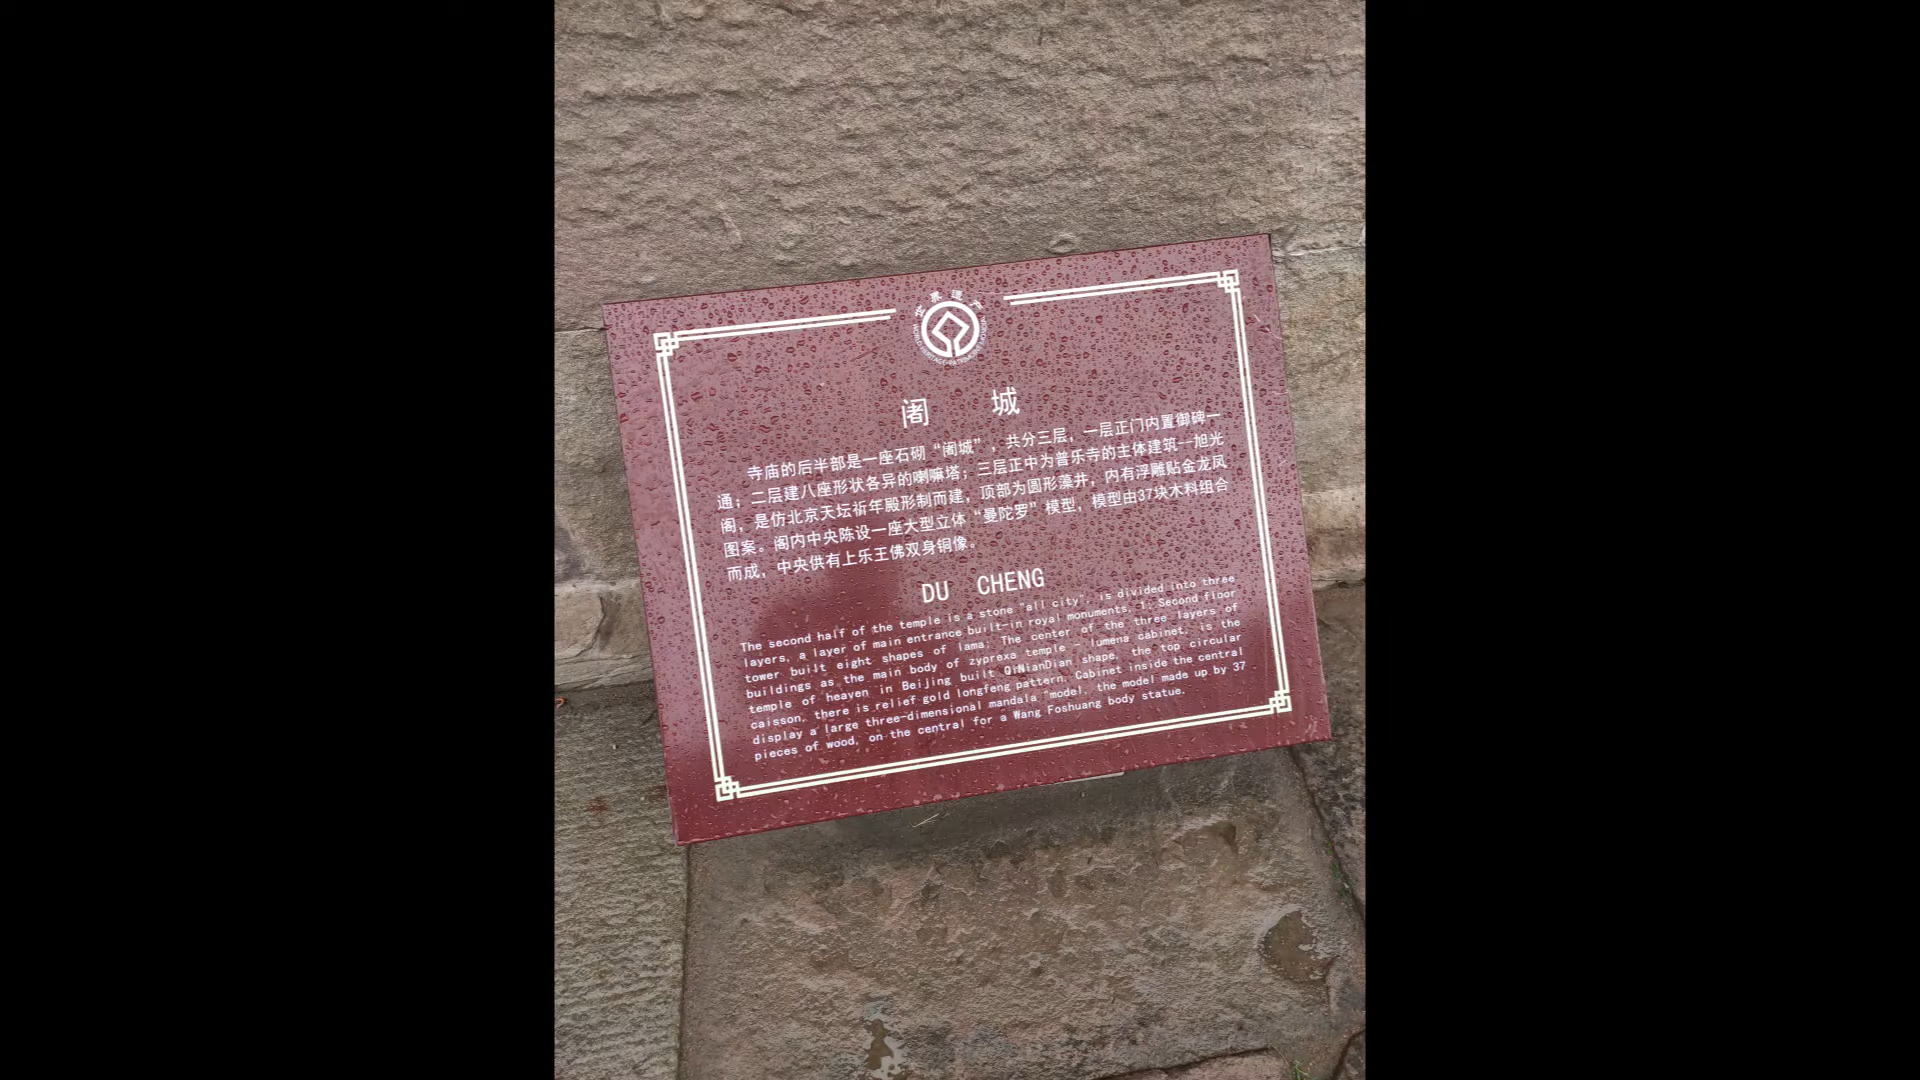 世界遗产
WORLD HERITAGE • PATRIMOINE MONDIAL
阇 城
寺庙的后半部是一座石砌“阇城”，共分三层，一层正门内置御碑一
通；二层建八座形状各异的喇嘛塔；三层正中为普乐寺的主体建筑--旭光
阁，是仿北京天坛祈年殿形制而建，顶部为圆形藻井，内有浮雕贴金龙凤
图案。阁内中央陈设一座大型立体“曼陀罗”模型，模型由37块木料组合
而成，中央供有上乐王佛双身铜像。
DU CHENG
The second half of the temple is a stone "all city", is divided into three
layers, a layer of main entrance built-in royal monuments, 1; Second floor
tower built eight shapes of lama; The center of the three layers of
buildings as the main body of zyprexa temple - lumena cabinet, is the
temple of heaven in Beijing built QiNianDian shape, the top circular
caisson, there is relief gold longfeng pattern. Cabinet inside the central
display a large three-dimensional mandala "model, the model made up by 37
pieces of wood, on the central for a Wang Foshuang body statue.